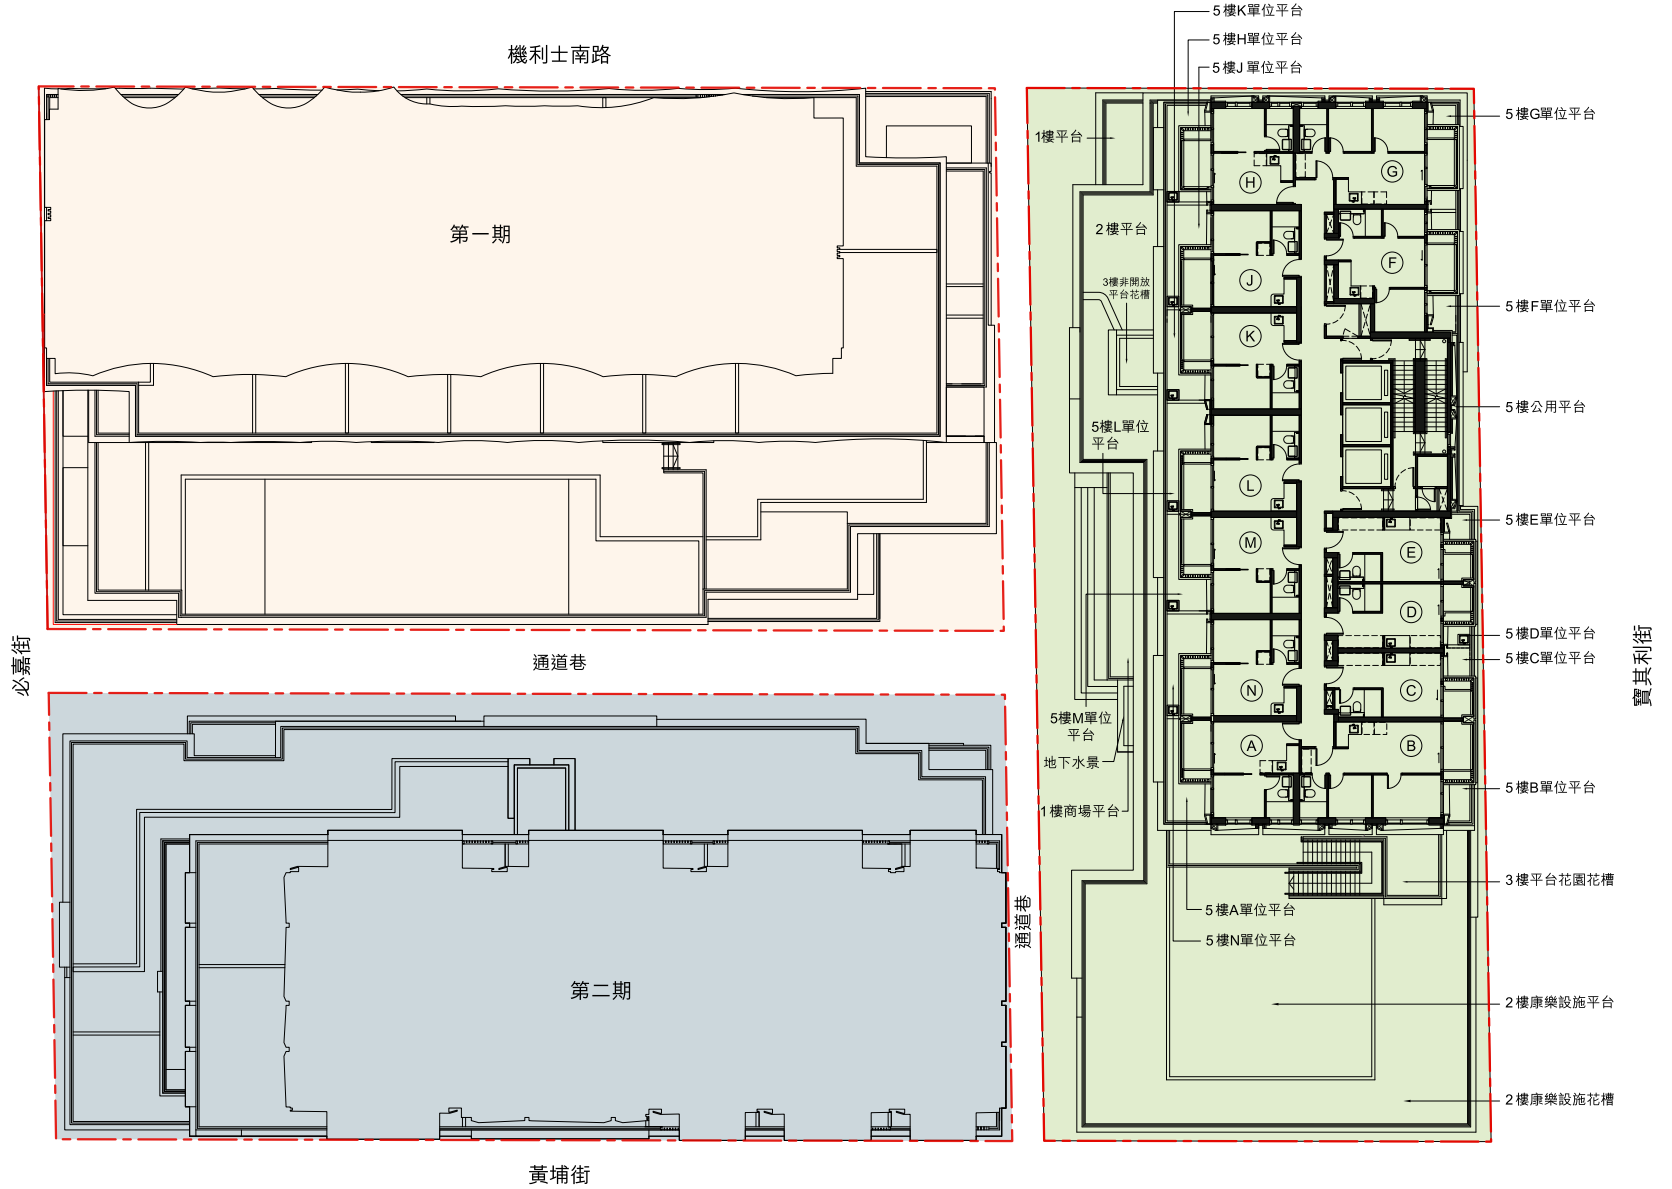 機利士南路
第一期
必嘉街
通道巷
第二期
通道巷
黃埔街
寶其利街
5樓K單位平台
5樓H單位平台
5樓J單位平台
1樓平台
2樓平台
3樓非開放
平台花槽
5樓L單位
平台
5樓M單位
平台
地下水景
1樓商場平台
5樓A單位平台
5樓N單位平台
H
G
J
F
K
L
M
E
D
N
C
A
B
5樓G單位平台
5樓F單位平台
5樓公用平台
5樓E單位平台
5樓D單位平台
5樓C單位平台
5樓B單位平台
3樓平台花園花槽
2樓康樂設施平台
2樓康樂設施花槽